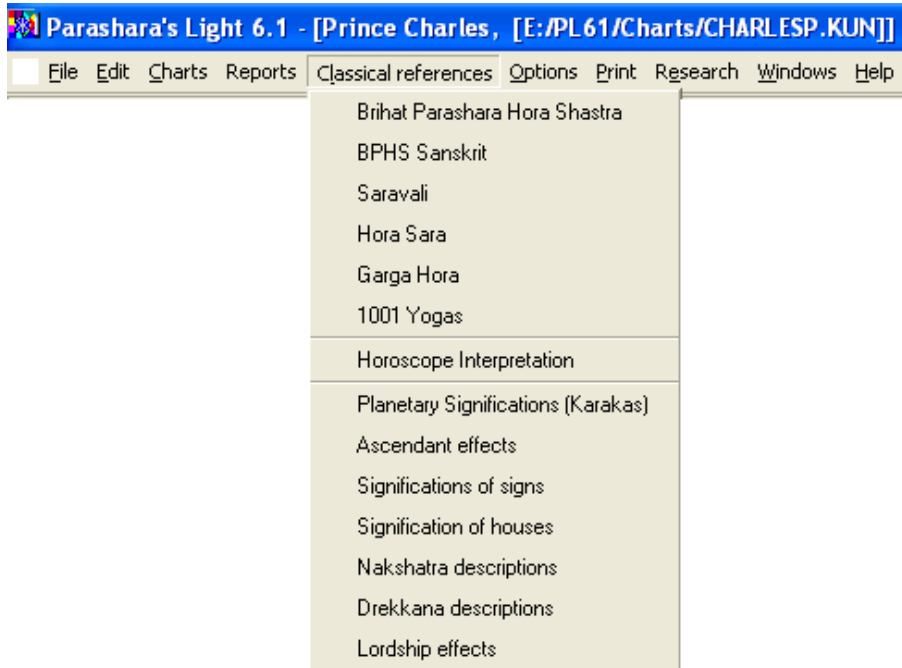 Parashara's Light 6.1 - [Prince Charles, [E:/PL61/Charts/CHARLESP.KUN]]
File Edit Charts Reports Classical references Options Print Research Windows Help
Brihat Parashara Hora Shastra
BPHS Sanskrit
Saravali
Hora Sara
Garga Hora
1001 Yogas
Horoscope Interpretation
Planetary Significations (Karakas)
Ascendant effects
Significations of signs
Signification of houses
Nakshatra descriptions
Drekkana descriptions
Lordship effects